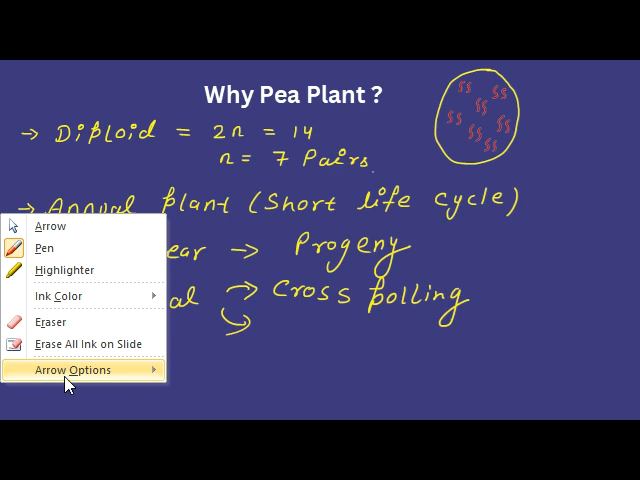 Why Pea Plant ?
→ Diploid = 2n = 14
n = 7 Pairs
→ Annual plant (Short life cycle)
ear → Progeny
al → Cross polling
Arrow
Pen
Highlighter
Ink Color
Eraser
Erase All Ink on Slide
Arrow Options